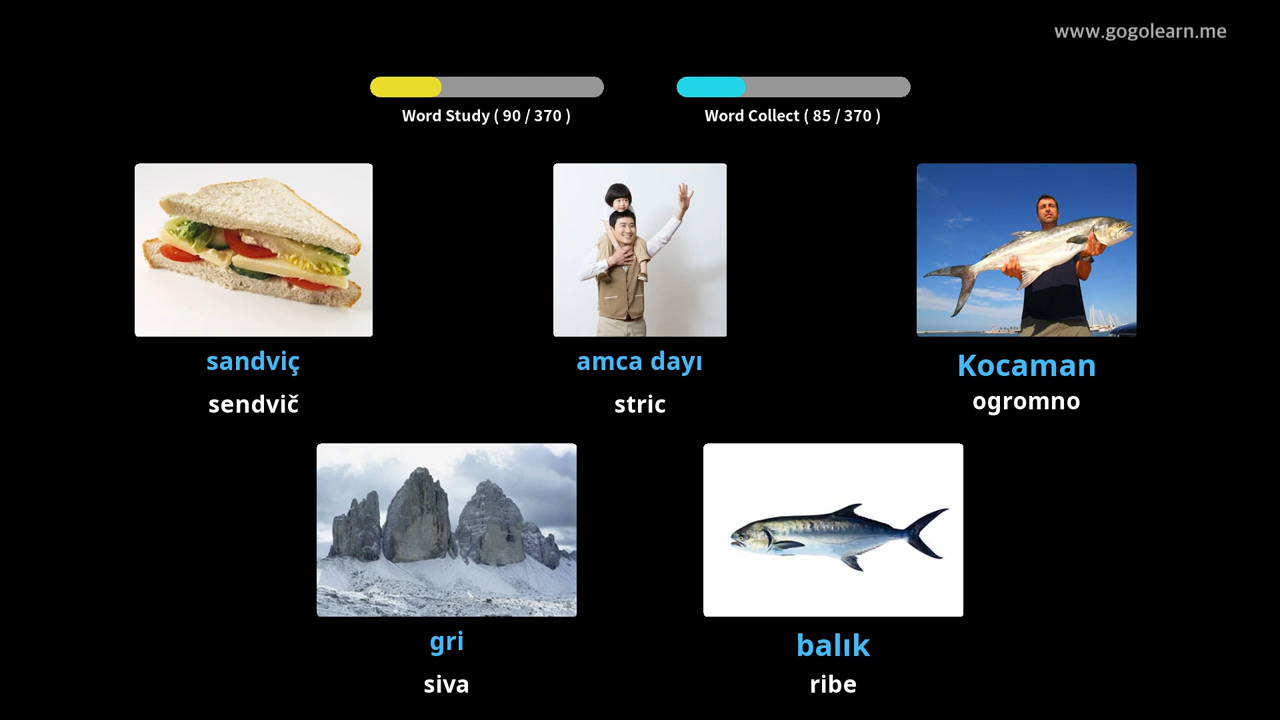 www.gogolearn.me
Word Study ( 90 / 370 )
Word Collect ( 85 / 370 )
sandviç
sendvič
amca dayı
stric
Kocaman
ogromno
gri
siva
balık
ribe